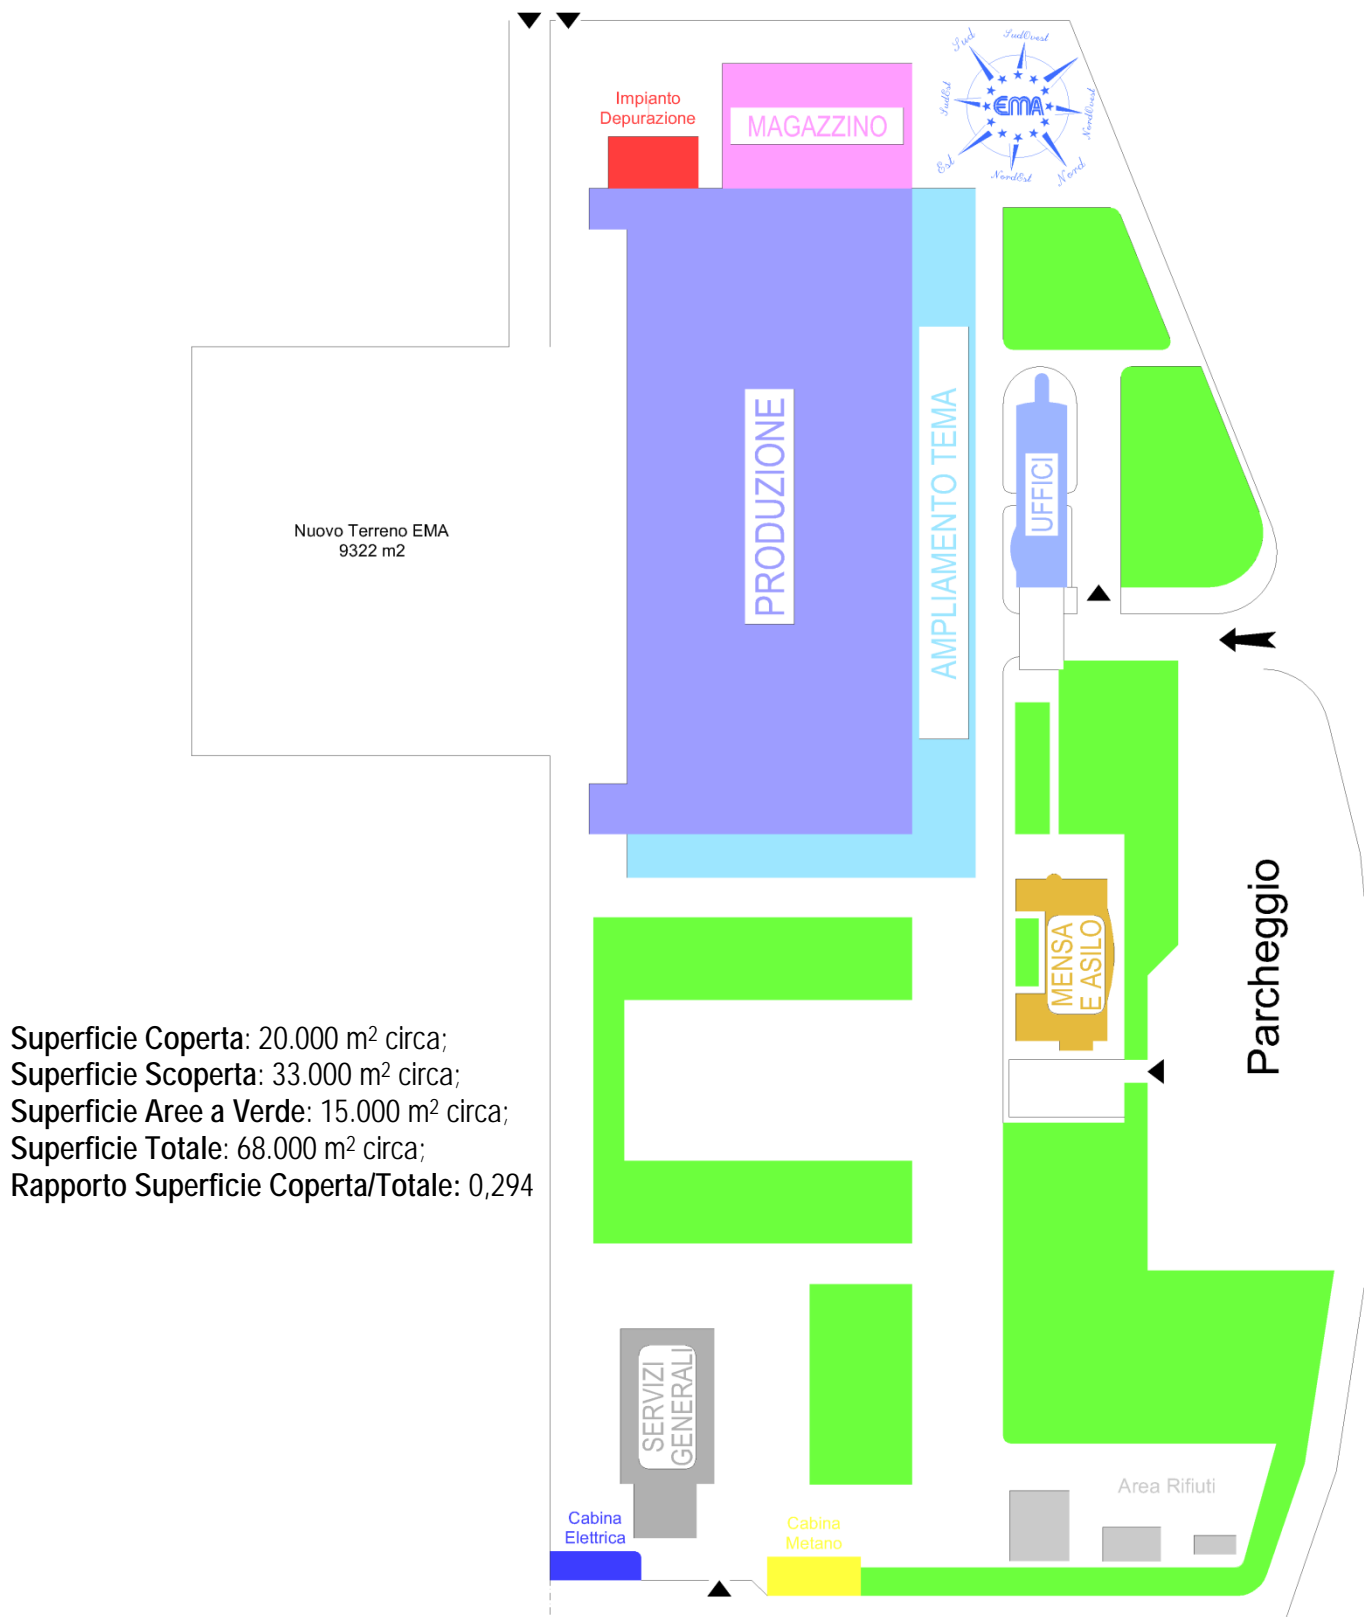 Sud
SudOvest
SudEst
EMA
NordOvest
Est
NordEst
Nord
Impianto
Depurazione
MAGAZZINO
PRODUZIONE
AMPLIAMENTO TEMA
UFFICI
Nuovo Terreno EMA
9322 m2
MENSA
E ASILO
Parcheggio
Superficie Coperta: 20.000 m² circa;
Superficie Scoperta: 33.000 m² circa;
Superficie Aree a Verde: 15.000 m² circa;
Superficie Totale: 68.000 m² circa;
Rapporto Superficie Coperta/Totale: 0,294
SERVIZI
GENERALI
Area Rifiuti
Cabina
Elettrica
Cabina
Metano